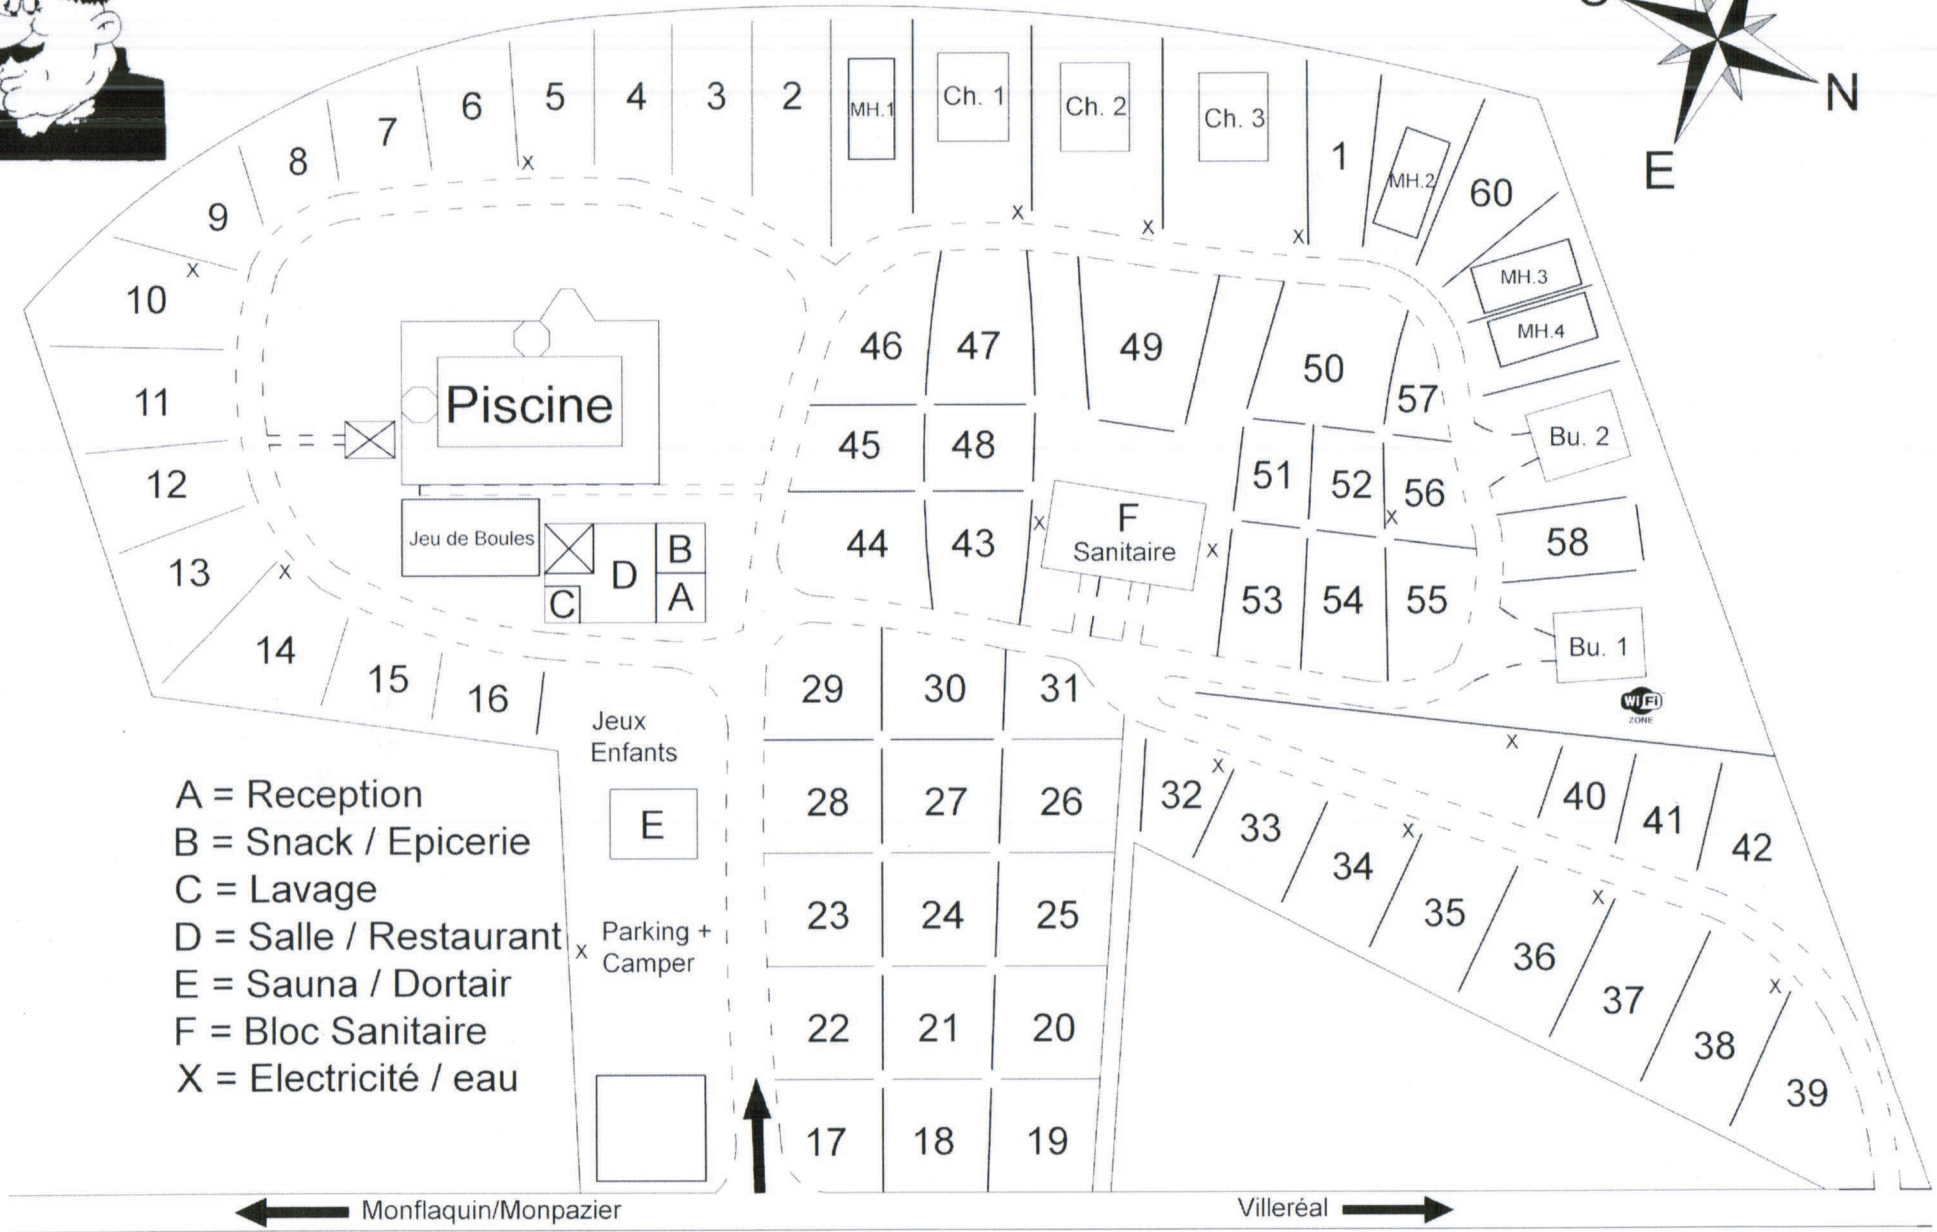 N
E
5
4
3
2
MH.1
Ch. 1
Ch. 2
Ch. 3
6
7
8
9
10
11
12
13
14
15
16
x
x
x
x
x
x
1
MH.2
60
MH.3
MH.4
Bu. 2
58
Bu. 1
WiFi
ZONE
Piscine
Jeu de Boules
B
D
C
A
46
47
49
50
57
45
48
51
52
56
x
44
43
x
F
Sanitaire
x
53
54
55
29
30
31
28
27
26
23
24
25
22
21
20
17
18
19
Jeux
Enfants
E
Parking +
x
Camper
32
x
33
34
x
35
36
x
37
38
x
39
x
40
41
42
A = Reception
B = Snack / Epicerie
C = Lavage
D = Salle / Restaurant
E = Sauna / Dortair
F = Bloc Sanitaire
X = Electricité / eau
Monflaquin/Monpazier
Villeréal